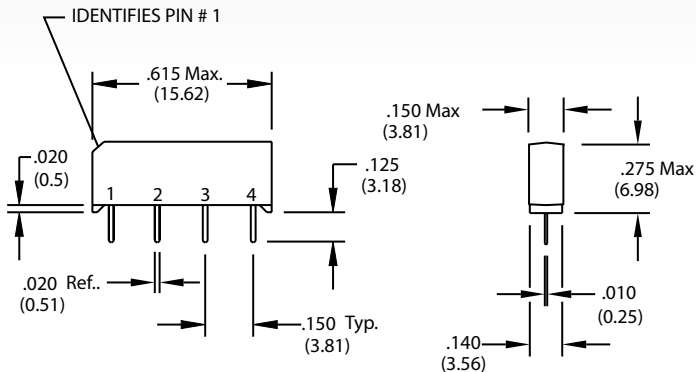 IDENTIFIES PIN # 1
.615 Max.
(15.62)
.150 Max
(3.81)
.020
(0.5)
.125
(3.18)
.275 Max
(6.98)
1 2 3 4
.020 Ref..
(0.51)
.150 Typ.
(3.81)
.010
(0.25)
.140
(3.56)